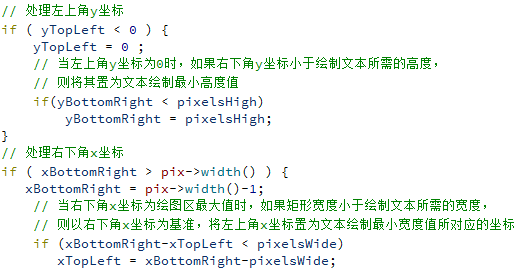 // 处理左上角y坐标
if ( yTopLeft < 0 ) {
    yTopLeft = 0 ;
    // 当左上角y坐标为0时，如果右下角y坐标小于绘制文本所需的高度，
    // 则将其置为文本绘制最小高度值
    if(yBottomRight < pixelsHigh)
        yBottomRight = pixelsHigh;
}
// 处理右下角x坐标
if ( xBottomRight > pix->width() ) {
   xBottomRight = pix->width()-1;
    // 当右下角x坐标为绘图区最大值时，如果矩形宽度小于绘制文本所需的宽度，
    // 则以右下角x坐标为基准，将左上角x坐标置为文本绘制最小宽度值所对应的坐标
    if (xBottomRight-xTopLeft < pixelsWide)
       xTopLeft = xBottomRight-pixelsWide;